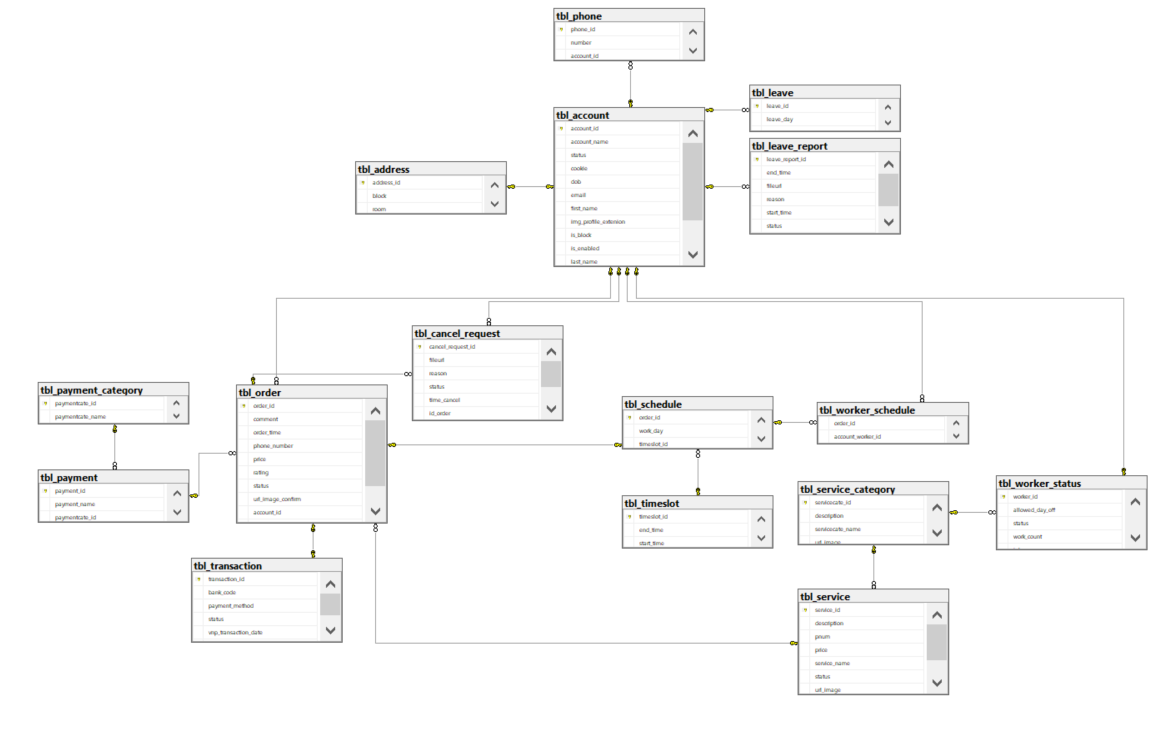 tbl_phone
phone_id
number
account_id
tbl_leave
leave_id
leave_day
tbl_account
account_id
account_name
status
cookie
dob
email
first_name
img_profile_extenion
is_block
is_enabled
last_name
tbl_leave_report
leave_report_id
end_time
fileurl
reason
start_time
status
tbl_address
address_id
block
room
tbl_cancel_request
cancel_request_id
fileurl
reason
status
time_cancel
id_order
tbl_payment_category
paymentcate_id
paymentcate_name
tbl_order
order_id
comment
order_time
phone_number
price
rating
status
url_image_confirm
account_id
tbl_schedule
order_id
work_day
timeslot_id
tbl_worker_schedule
order_id
account_worker_id
tbl_payment
payment_id
payment_name
paymentcate_id
tbl_timeslot
timeslot_id
end_time
start_time
tbl_service_category
servicecate_id
description
servicecate_name
url_image
tbl_worker_status
worker_id
allowed_day_off
status
work_count
tbl_transaction
transaction_id
bank_code
payment_method
status
vnp_transaction_date
tbl_service
service_id
description
pnum
price
service_name
status
url_image